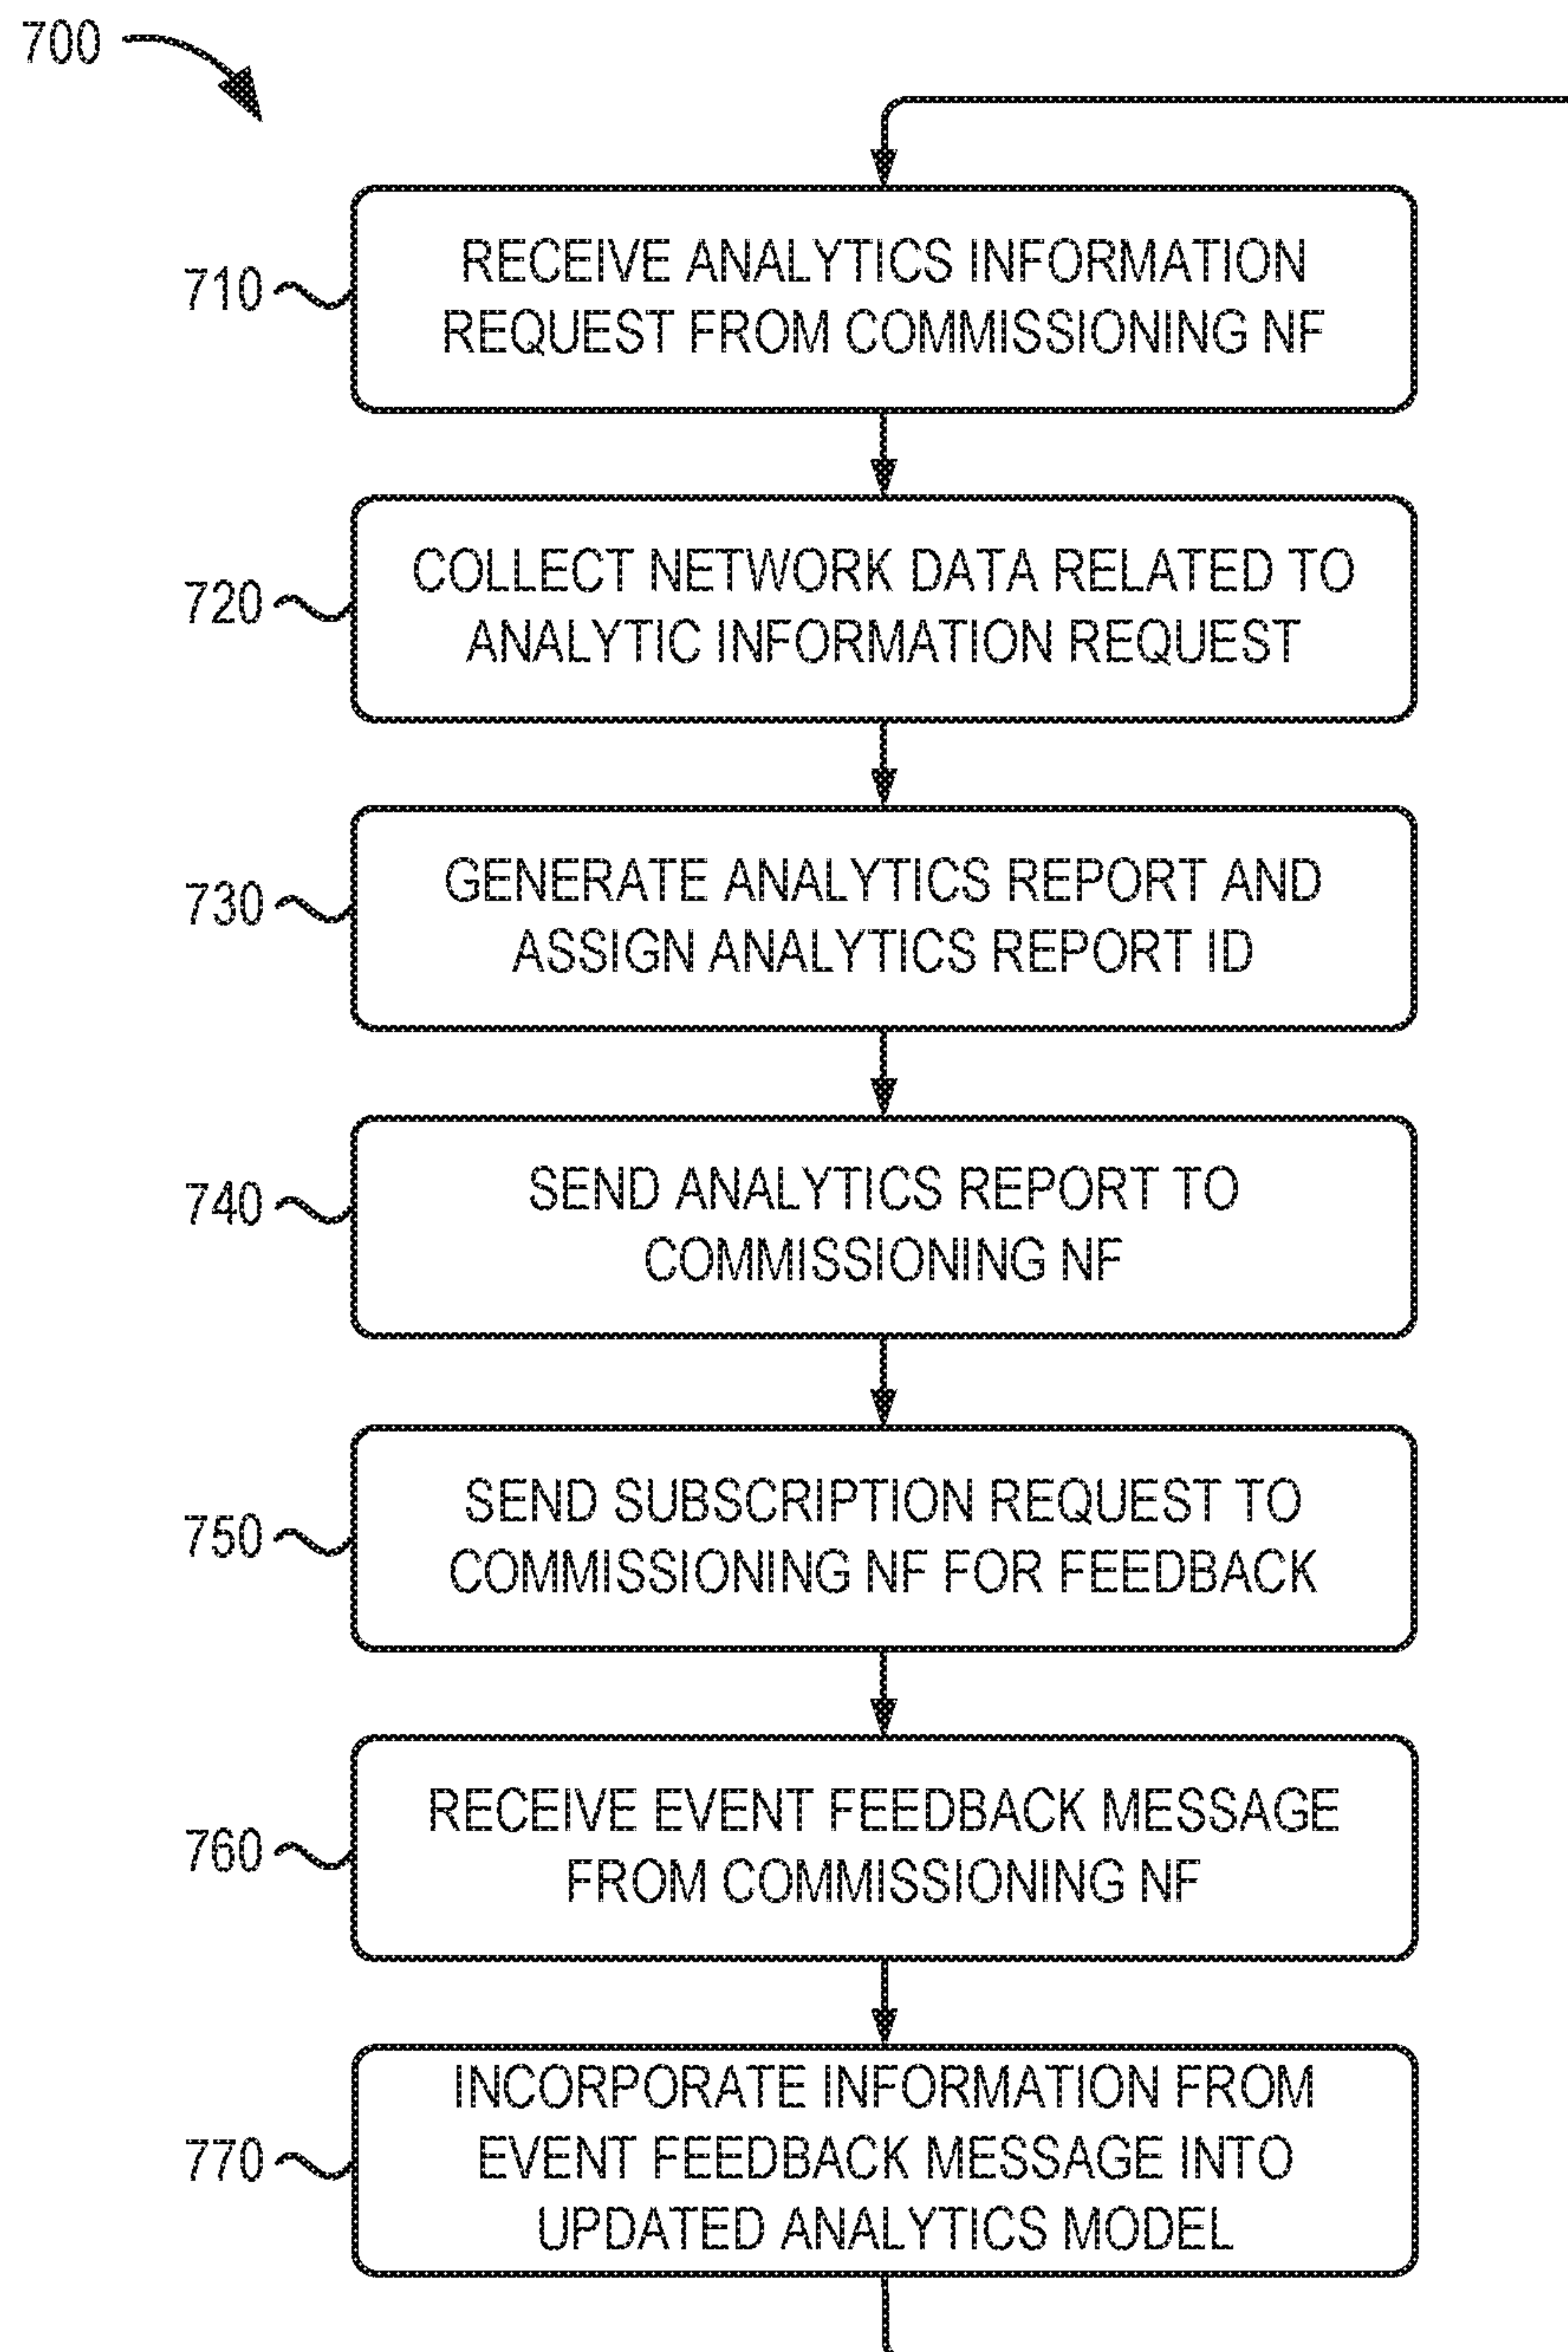 700
710
RECEIVE ANALYTICS INFORMATION
REQUEST FROM COMMISSIONING NF
720
COLLECT NETWORK DATA RELATED TO
ANALYTIC INFORMATION REQUEST
730
GENERATE ANALYTICS REPORT AND
ASSIGN ANALYTICS REPORT ID
740
SEND ANALYTICS REPORT TO
COMMISSIONING NF
750
SEND SUBSCRIPTION REQUEST TO
COMMISSIONING NF FOR FEEDBACK
760
RECEIVE EVENT FEEDBACK MESSAGE
FROM COMMISSIONING NF
770
INCORPORATE INFORMATION FROM
EVENT FEEDBACK MESSAGE INTO
UPDATED ANALYTICS MODEL